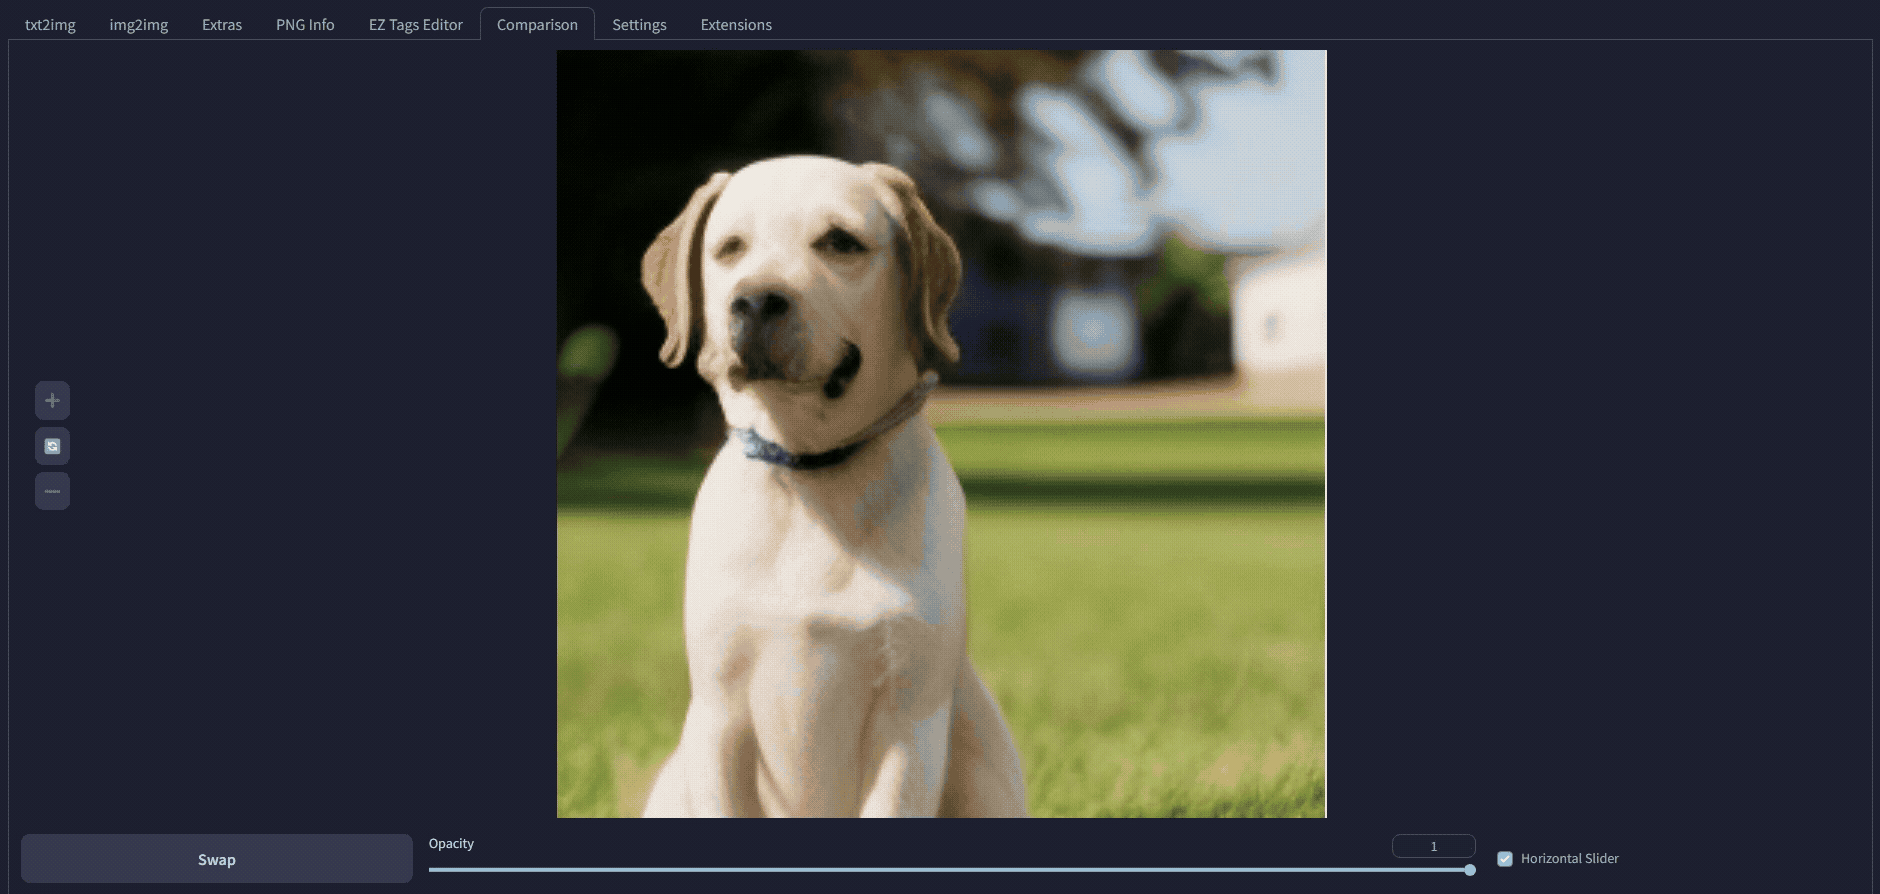 txt2img img2img Extras PNG Info EZ Tags Editor Comparison Settings Extensions
Swap
Opacity
1
Horizontal Slider